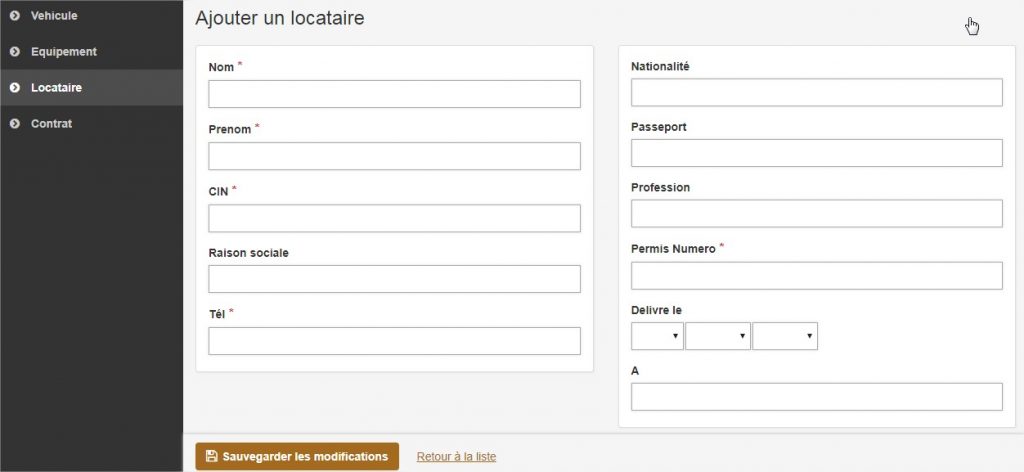 Vehicule
Equipement
Locataire
Contrat
Ajouter un locataire
Nom *
Prenom *
CIN *
Raison sociale
Tél *
Nationalité
Passeport
Profession
Permis Numero *
Delivre le
A
Sauvegarder les modifications
Retour à la liste